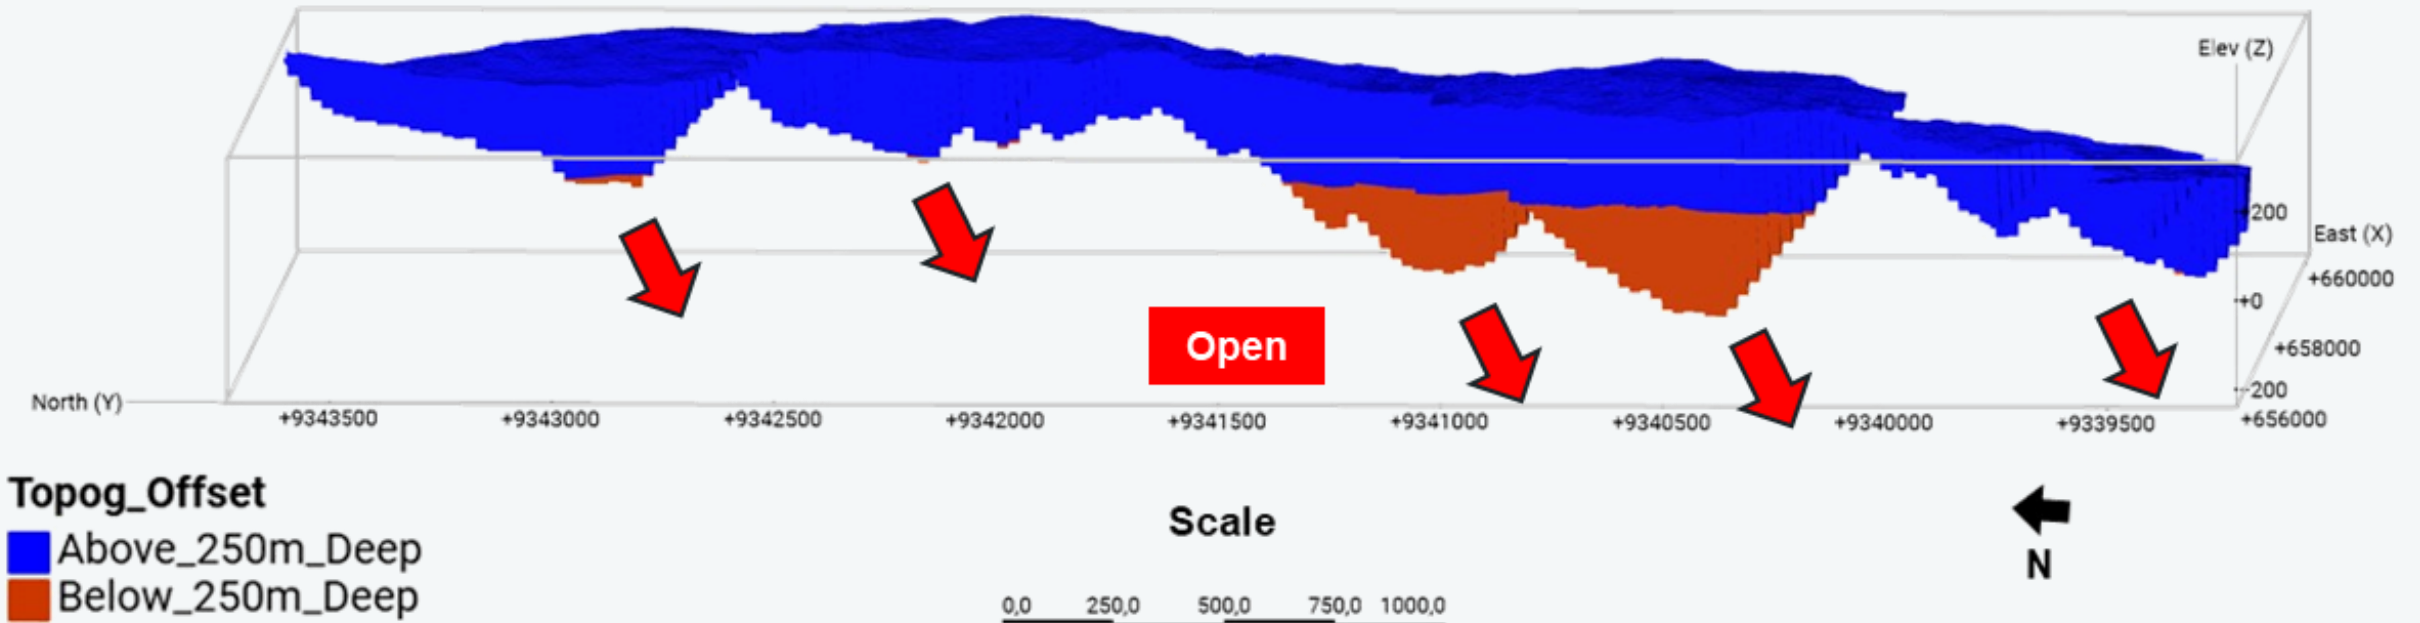 Elev (Z)
+200
East (X)
+660000
+0
Open
+658000
-200
North (Y)
+9343500
+9343000
+9342500
+9342000
+9341500
+9341000
+9340500
+9340000
+9339500
+656000
Topog_Offset
Above_250m_Deep
Below_250m_Deep
Scale
0,0 250,0 500,0 750,0 1000,0
N